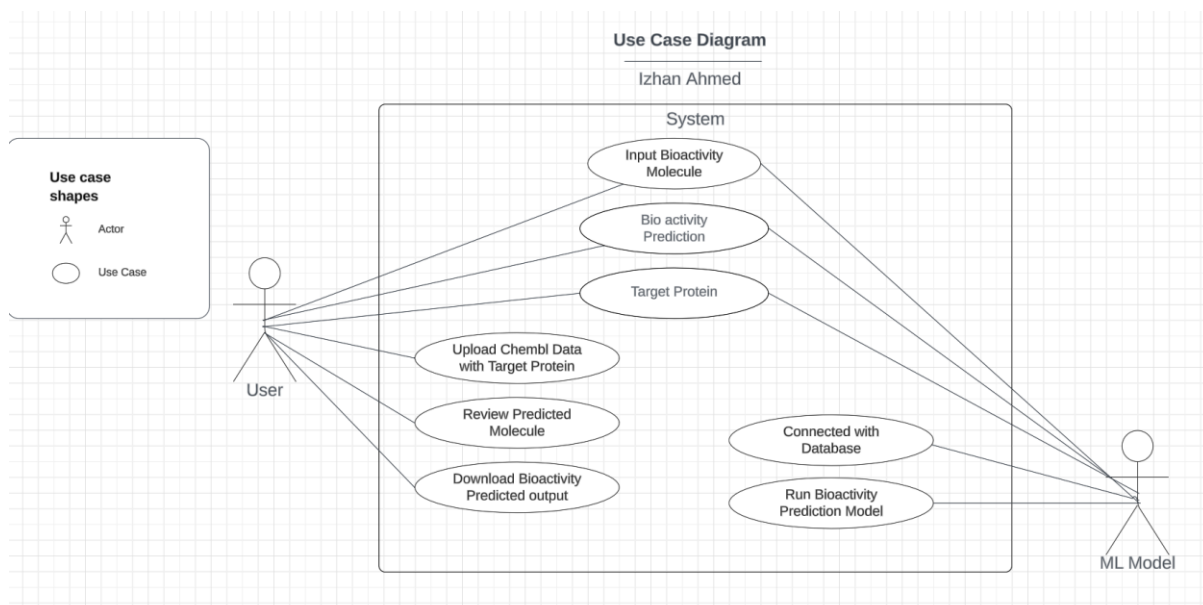 Use Case Diagram
Izhan Ahmed
System
Use case
shapes
Actor
Use Case
Input Bioactivity
Molecule
Bio activity
Prediction
Target Protein
Upload Chembl Data
with Target Protein
Review Predicted
Molecule
Download Bioactivity
Predicted output
Connected with
Database
Run Bioactivity
Prediction Model
User
ML Model